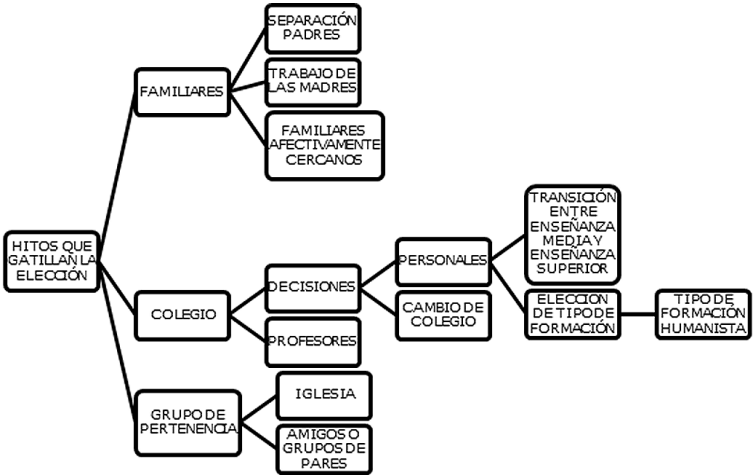 SEPARACIÓN
PADRES
TRABAJO DE
LAS MADRES
FAMILIARES
FAMILIARES
AFECTIVAMENTE
CERCANOS
HITOS QUE
GATILLAN LA
ELECCIÓN
COLEGIO
DECISIONES
PERSONALES
TRANSICIÓN
ENTRE
ENSEÑANZA
MEDIA Y
ENSEÑANZA
SUPERIOR
ELECCION
DE TIPO DE
FORMACIÓN
TIPO DE
FORMACIÓN
HUMANISTA
CAMBIO DE
COLEGIO
PROFESORES
GRUPO DE
PERTENENCIA
IGLESIA
AMIGOS O
GRUPOS DE
PARES